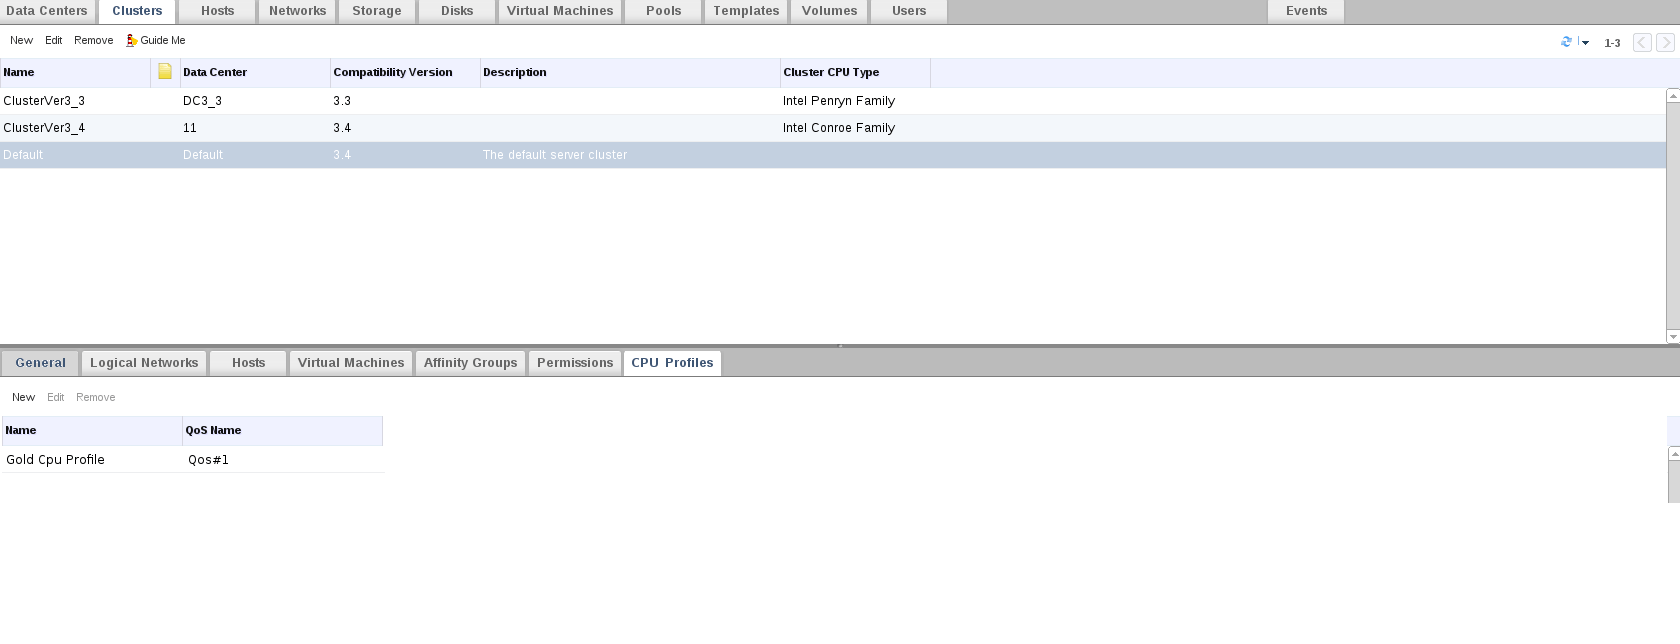 Data Centers Clusters Hosts Networks Storage Disks Virtual Machines Pools Templates Volumes Users Events
New Edit Remove Guide Me 1-3
Name Data Center Compatibility Version Description Cluster CPU Type
ClusterVer3_3 DC3_3 3.3 Intel Penryn Family
ClusterVer3_4 11 3.4 Intel Conroe Family
Default Default 3.4 The default server cluster
General Logical Networks Hosts Virtual Machines Affinity Groups Permissions CPU Profiles
New Edit Remove
Name QoS Name
Gold Cpu Profile Qos#1